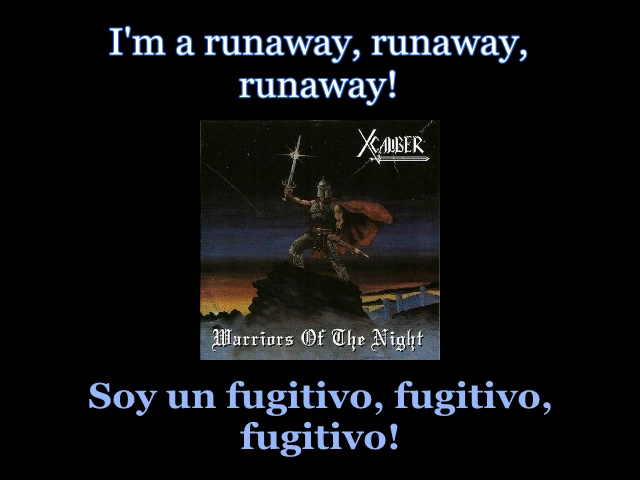 I'm a runaway, runaway,
runaway!
XCALIBER
Warriors Of The Night
Soy un fugitivo, fugitivo,
fugitivo!